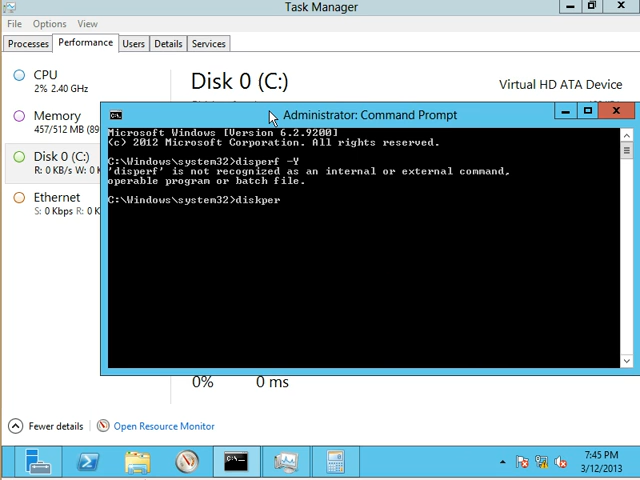 Task Manager
File Options View
Processes Performance Users Details Services
CPU
2% 2.40 GHz
Memory
457/512 MB (89
Disk 0 (C:)
R: 0 KB/s W:
Ethernet
S: 0 Kbps R: 0
Disk 0 (C:)
Virtual HD ATA Device
Administrator: Command Prompt
Microsoft Windows [Version 6.2.9200]
(c) 2012 Microsoft Corporation. All rights reserved.
C:\Windows\system32>disperf -Y
'disperf' is not recognized as an internal or external command,
operable program or batch file.
C:\Windows\system32>diskper
0% 0 ms
Fewer details Open Resource Monitor
7:45 PM
3/12/2013